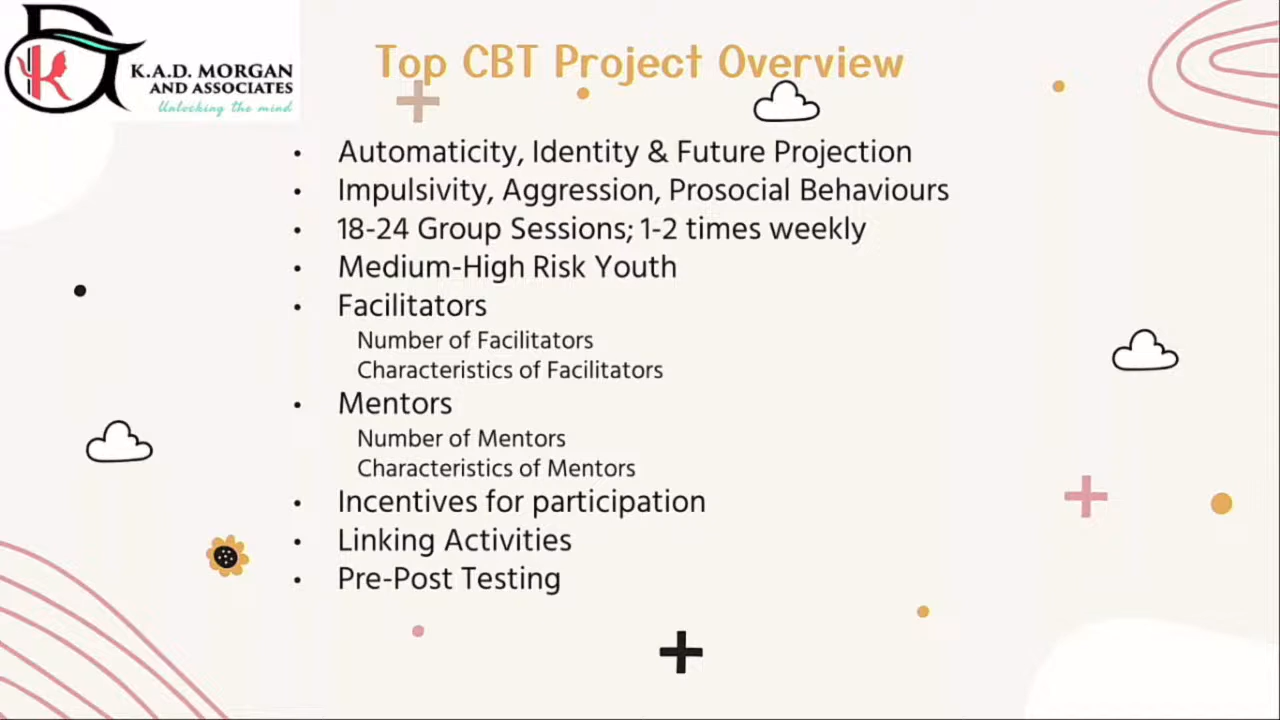 K.A.D. MORGAN
AND ASSOCIATES
Unlocking the mind
Top CBT Project Overview
• Automaticity, Identity & Future Projection
• Impulsivity, Aggression, Prosocial Behaviours
• 18-24 Group Sessions; 1-2 times weekly
• Medium-High Risk Youth
• Facilitators
Number of Facilitators
Characteristics of Facilitators
• Mentors
Number of Mentors
Characteristics of Mentors
• Incentives for participation
• Linking Activities
• Pre-Post Testing